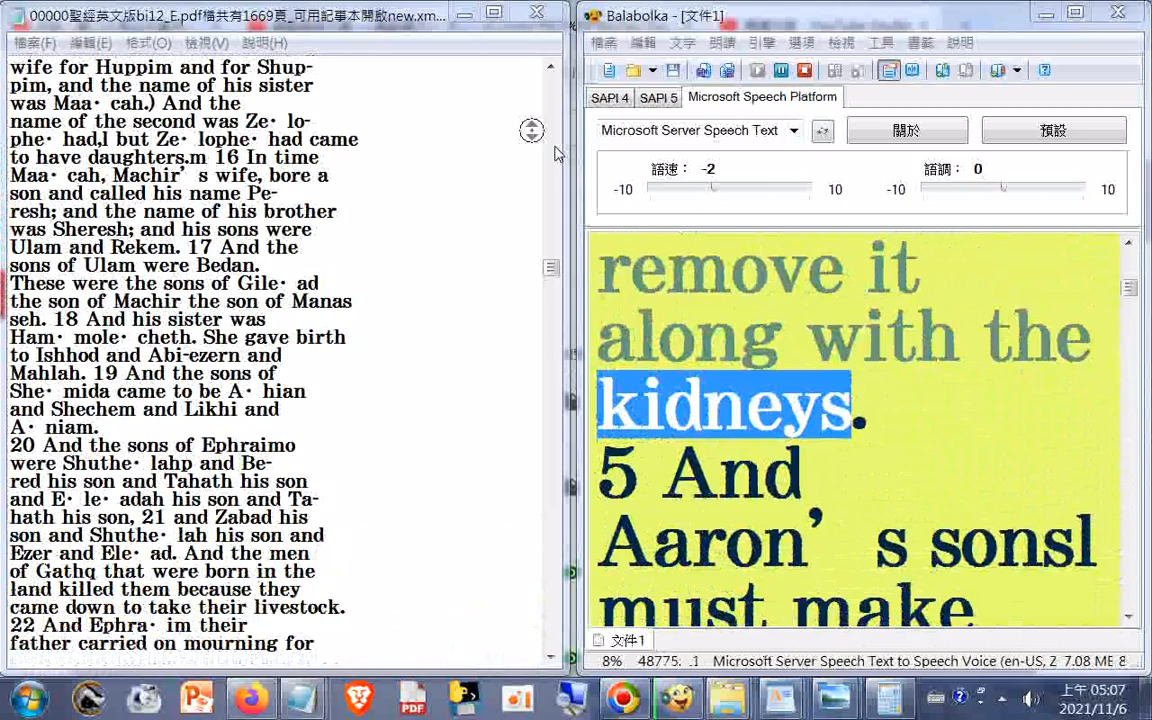 00000聖經英文版bi12_E.pdf檔共有1669頁_可用記事本開啟new.xm...
檔案(F) 編輯(E) 格式(O) 檢視(V) 說明(H)
wife for Huppim and for Shup-
pim, and the name of his sister
was Maa· cah.) And the
name of the second was Ze· lo-
phe· had,l but Ze· lophe· had came
to have daughters.m 16 In time
Maa· cah, Machir’ s wife, bore a
son and called his name Pe-
resh; and the name of his brother
was Sheresh; and his sons were
Ulam and Rekem. 17 And the
sons of Ulam were Bedan.
These were the sons of Gile· ad
the son of Machir the son of Manas
seh. 18 And his sister was
Ham· mole· cheth. She gave birth
to Ishhod and Abi-ezern and
Mahlah. 19 And the sons of
She· mida came to be A· hian
and Shechem and Likhi and
A· niam.
20 And the sons of Ephraimo
were Shuthe· lahp and Be-
red his son and Tahath his son
and E· le· adah his son and Ta-
hath his son, 21 and Zabad his
son and Shuthe· lah his son and
Ezer and Ele· ad. And the men
of Gathq that were born in the
land killed them because they
came down to take their livestock.
22 And Ephra· im their
father carried on mourning for
Balabolka - [文件1]
檔案 編輯 文字 朗讀 引擎 選項 檢視 工具 書籤 說明
SAPI 4 SAPI 5 Microsoft Speech Platform
Microsoft Server Speech Text 關於 預設
語速： -2 語調： 0
-10 10 -10 10
remove it
along with the
kidneys.
5 And
Aaron’ s sonsl
must make
文件1
8% 48775: .1 Microsoft Server Speech Text to Speech Voice (en-US, Z 7.08 MB 8
上午 05:07
2021/11/6